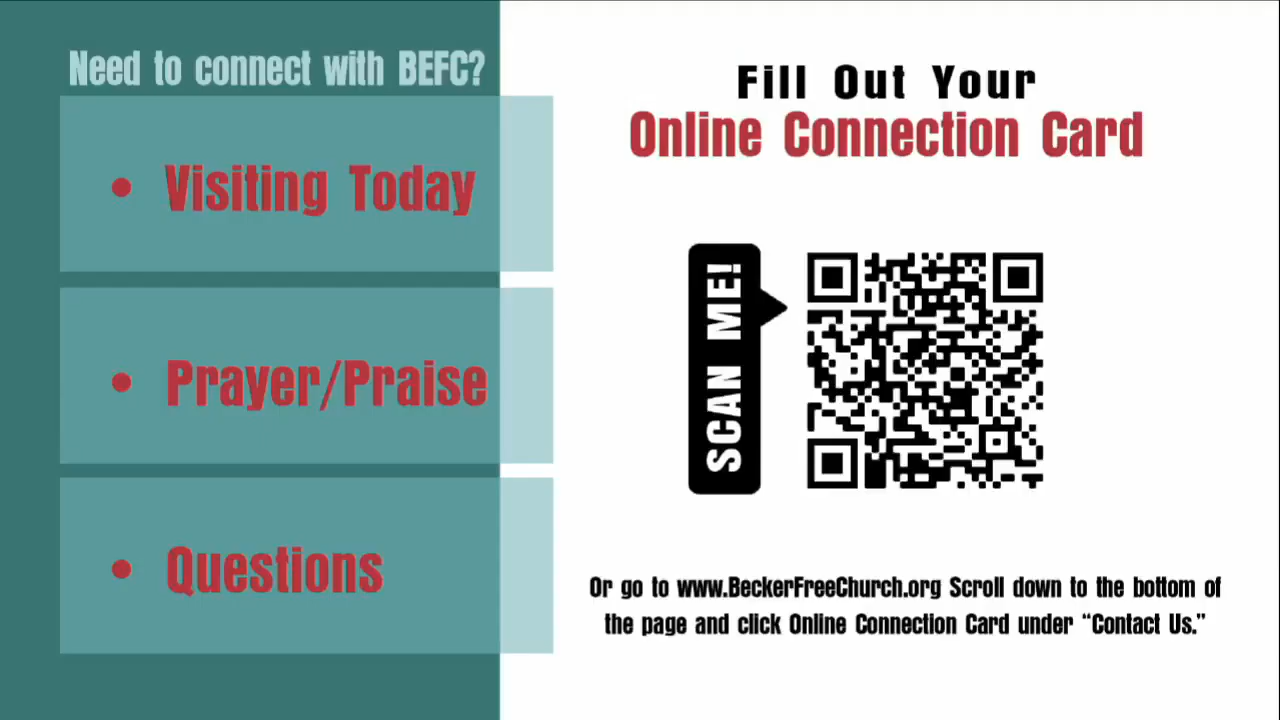 Need to connect with BEFC?
• Visiting Today
• Prayer/Praise
• Questions
Fill Out Your
Online Connection Card
SCAN ME!
Or go to www.BeckerFreeChurch.org Scroll down to the bottom of
the page and click Online Connection Card under “Contact Us.”